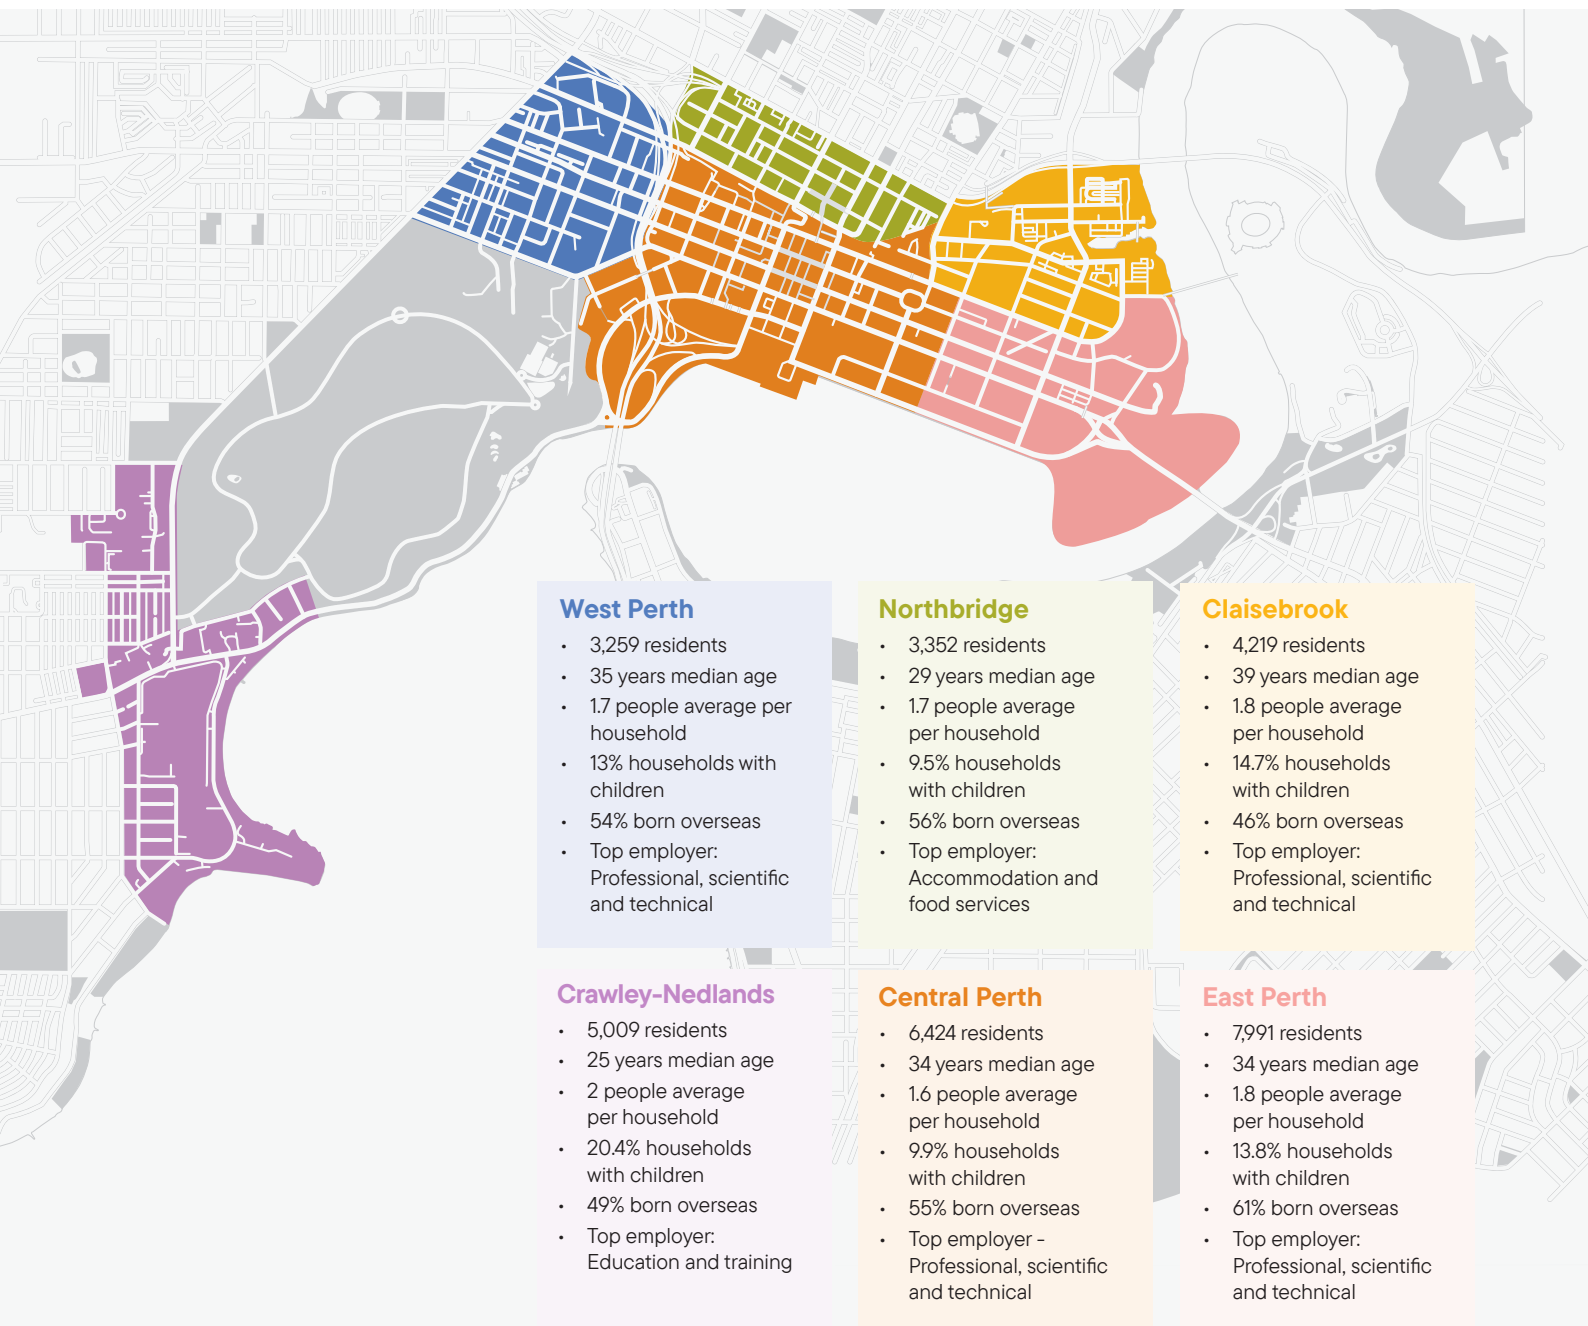 West Perth
• 3,259 residents
• 35 years median age
• 1.7 people average per
household
• 13% households with
children
• 54% born overseas
• Top employer:
Professional, scientific
and technical
Northbridge
• 3,352 residents
• 29 years median age
• 1.7 people average
per household
• 9.5% households
with children
• 56% born overseas
• Top employer:
Accommodation and
food services
Claisebrook
• 4,219 residents
• 39 years median age
• 1.8 people average
per household
• 14.7% households
with children
• 46% born overseas
• Top employer:
Professional, scientific
and technical
Crawley-Nedlands
• 5,009 residents
• 25 years median age
• 2 people average
per household
• 20.4% households
with children
• 49% born overseas
• Top employer:
Education and training
Central Perth
• 6,424 residents
• 34 years median age
• 1.6 people average
per household
• 9.9% households
with children
• 55% born overseas
• Top employer -
Professional, scientific
and technical
East Perth
• 7,991 residents
• 34 years median age
• 1.8 people average
per household
• 13.8% households
with children
• 61% born overseas
• Top employer:
Professional, scientific
and technical